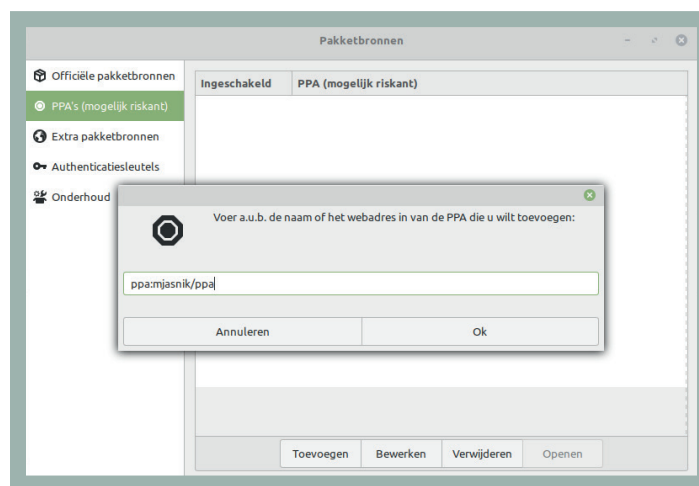 Pakketbronnen
Officiële pakketbronnen
PPA's (mogelijk riskant)
Extra pakketbronnen
Authenticatiesleutels
Onderhoud
Ingeschakeld PPA (mogelijk riskant)
Voer a.u.b. de naam of het webadres in van de PPA die u wilt toevoegen:
ppa:mjasnik/ppa
Annuleren Ok
Toevoegen Bewerken Verwijderen Openen